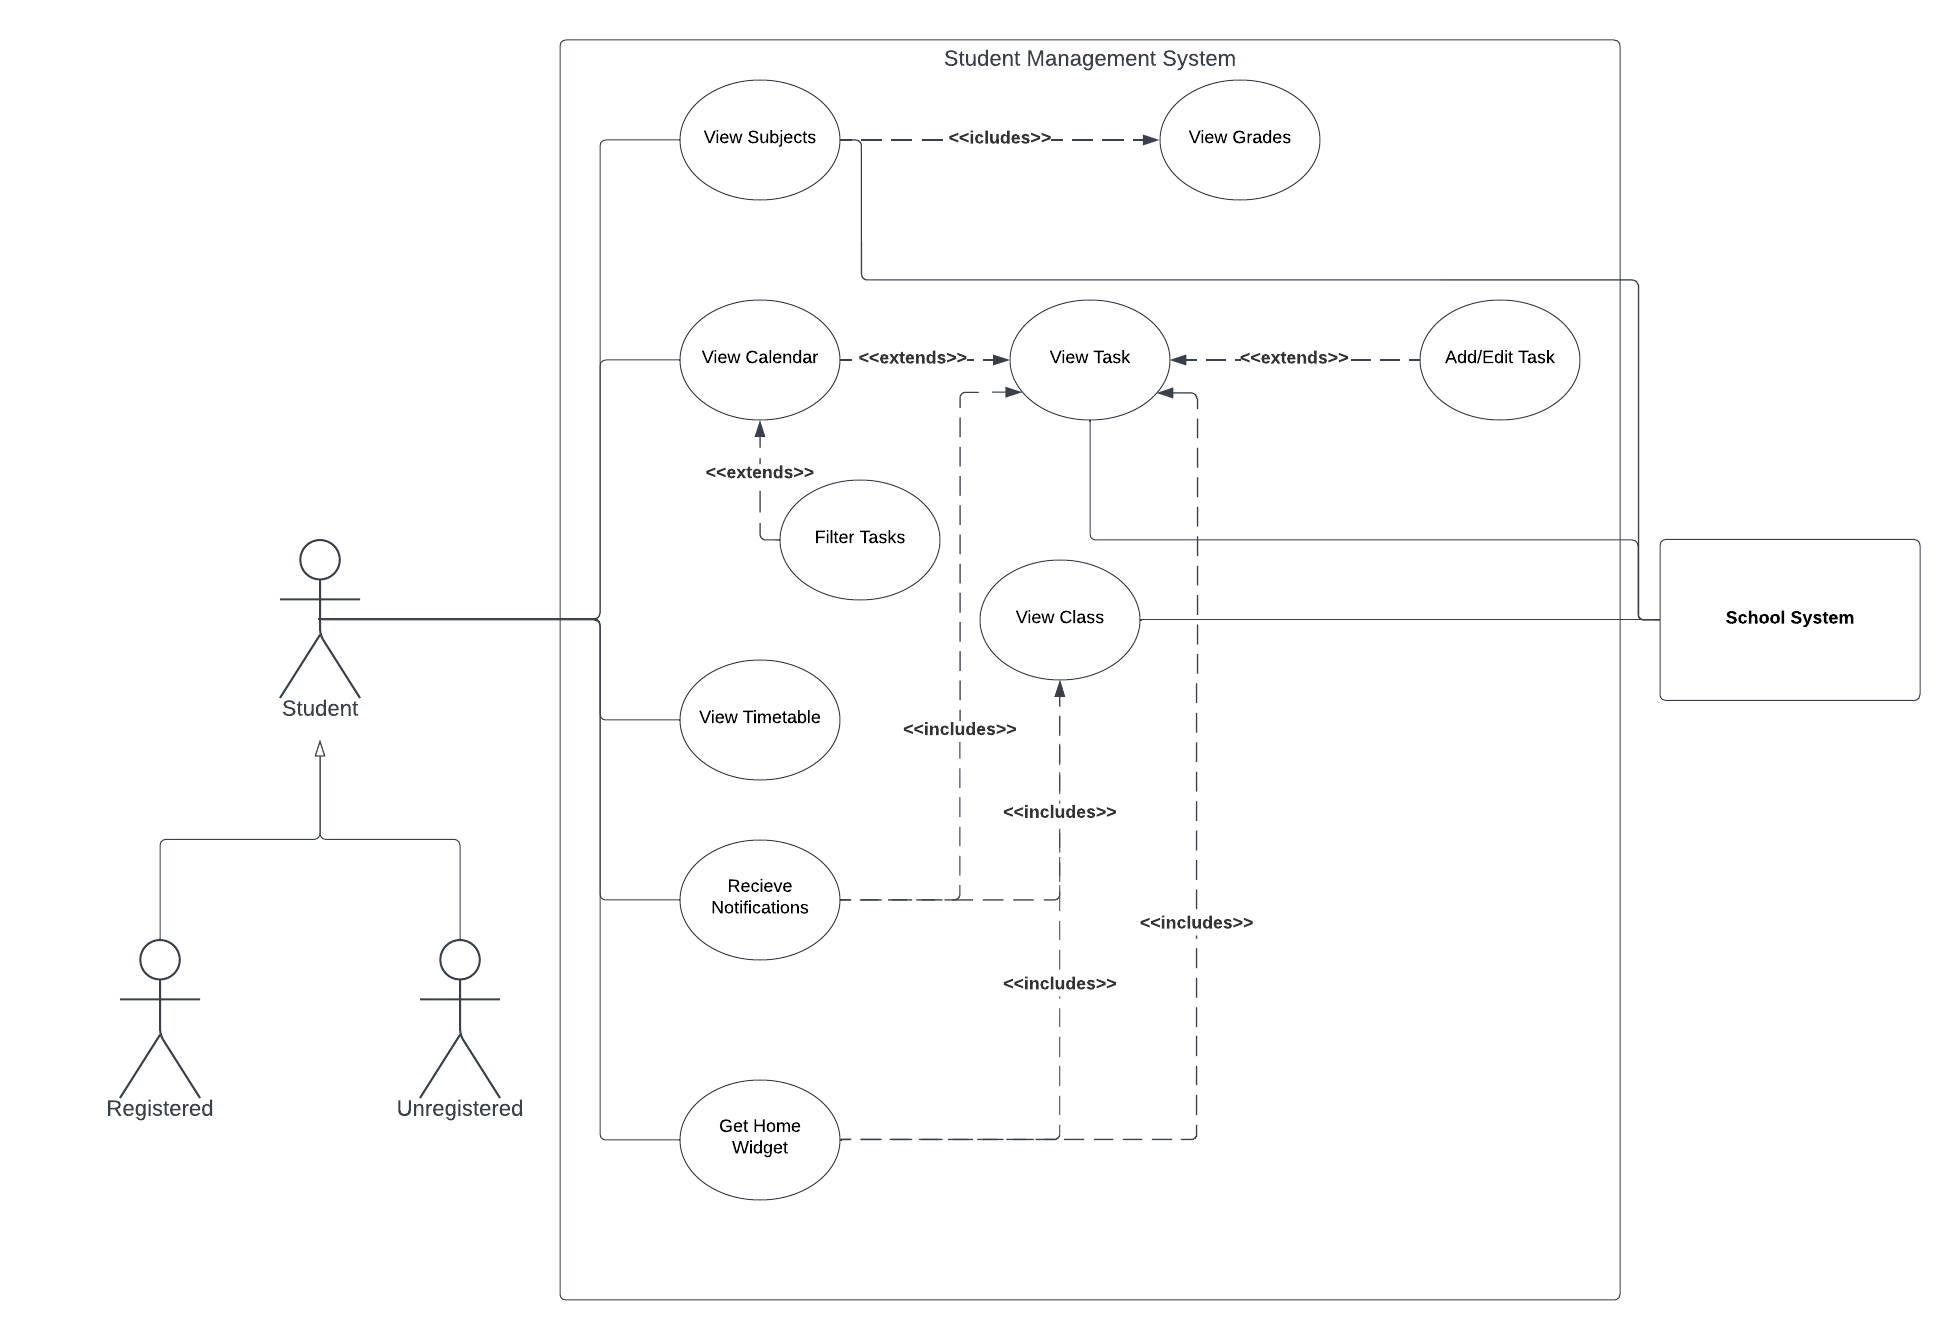 Student Management System
View Subjects
<<icludes>>
View Grades
View Calendar
<<extends>>
View Task
<<extends>>
Add/Edit Task
<<extends>>
Filter Tasks
View Class
School System
Student
View Timetable
<<includes>>
<<includes>>
Recieve
Notifications
<<includes>>
<<includes>>
Registered
Unregistered
Get Home
Widget